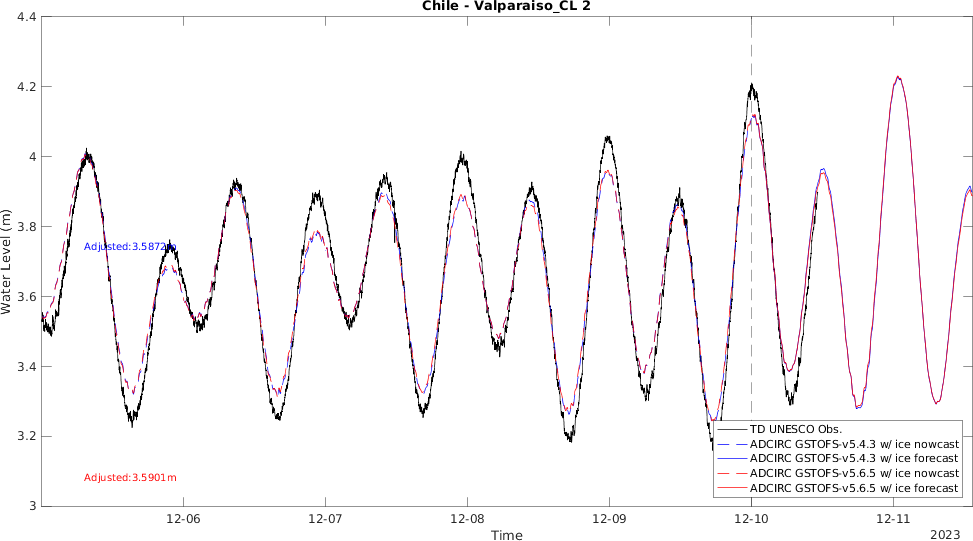 Chile - Valparaiso_CL 2
4.4
4.2
4
3.8
3.6
3.4
3.2
3
Water Level (m)
Adjusted:3.5872m
Adjusted:3.5901m
TD UNESCO Obs.
ADCIRC GSTOFS-v5.4.3 w/ ice nowcast
ADCIRC GSTOFS-v5.4.3 w/ ice forecast
ADCIRC GSTOFS-v5.6.5 w/ ice nowcast
ADCIRC GSTOFS-v5.6.5 w/ ice forecast
12-06 12-07 12-08 12-09 12-10 12-11
Time
2023